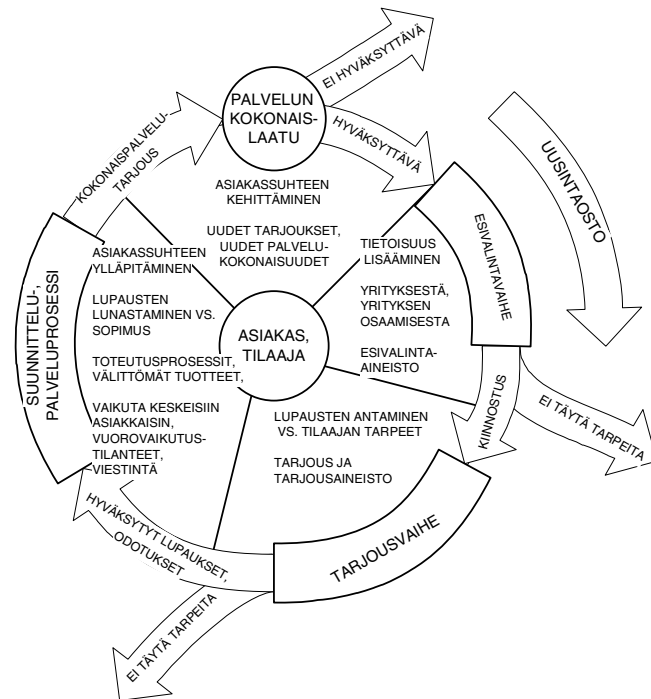 EI HYVÄKSYTTÄVÄ
PALVELUN
KOKONAIS-
LAATU
HYVÄKSYTTÄVÄ
KOKONAISPALVELU-
TARJOUS
UUSINTAOSTO
ASIAKASSUHTEEN
KEHITTÄMINEN
UUDET TARJOUKSET,
UUDET PALVELU-
KOKONAISUUDET
ESIVALINTAVAIHE
TIETOISUUS
LISÄÄMINEN
YRITYKSESTÄ,
YRITYKSEN
OSAAMISESTA
ESIVALINTA-
AINEISTO
SUUNNITTELU-,
PALVELUPROSESSI
ASIAKASSUHTEEN
YLLÄPITÄMINEN
LUPAUSTEN
LUNASTAMINEN VS.
SOPIMUS
TOTEUTUSPROSESSIT,
VÄLITTÖMÄT TUOTTEET,
VAIKUTA KESKEISIIN
ASIAKKAISIN,
VUOROVAIKUTUS-
TILANTEET,
VIESTINTÄ
ASIAKAS,
TILAAJA
KIINNOSTUS
EI TÄYTÄ TARPEITA
LUPAUSTEN ANTAMINEN
VS. TILAAJAN TARPEET
TARJOUS JA
TARJOUSAINEISTO
TARJOUSVAIHE
HYVÄKSYTYT LUPAUKSET,
ODOTUKSET
EI TÄYTÄ TARPEITA